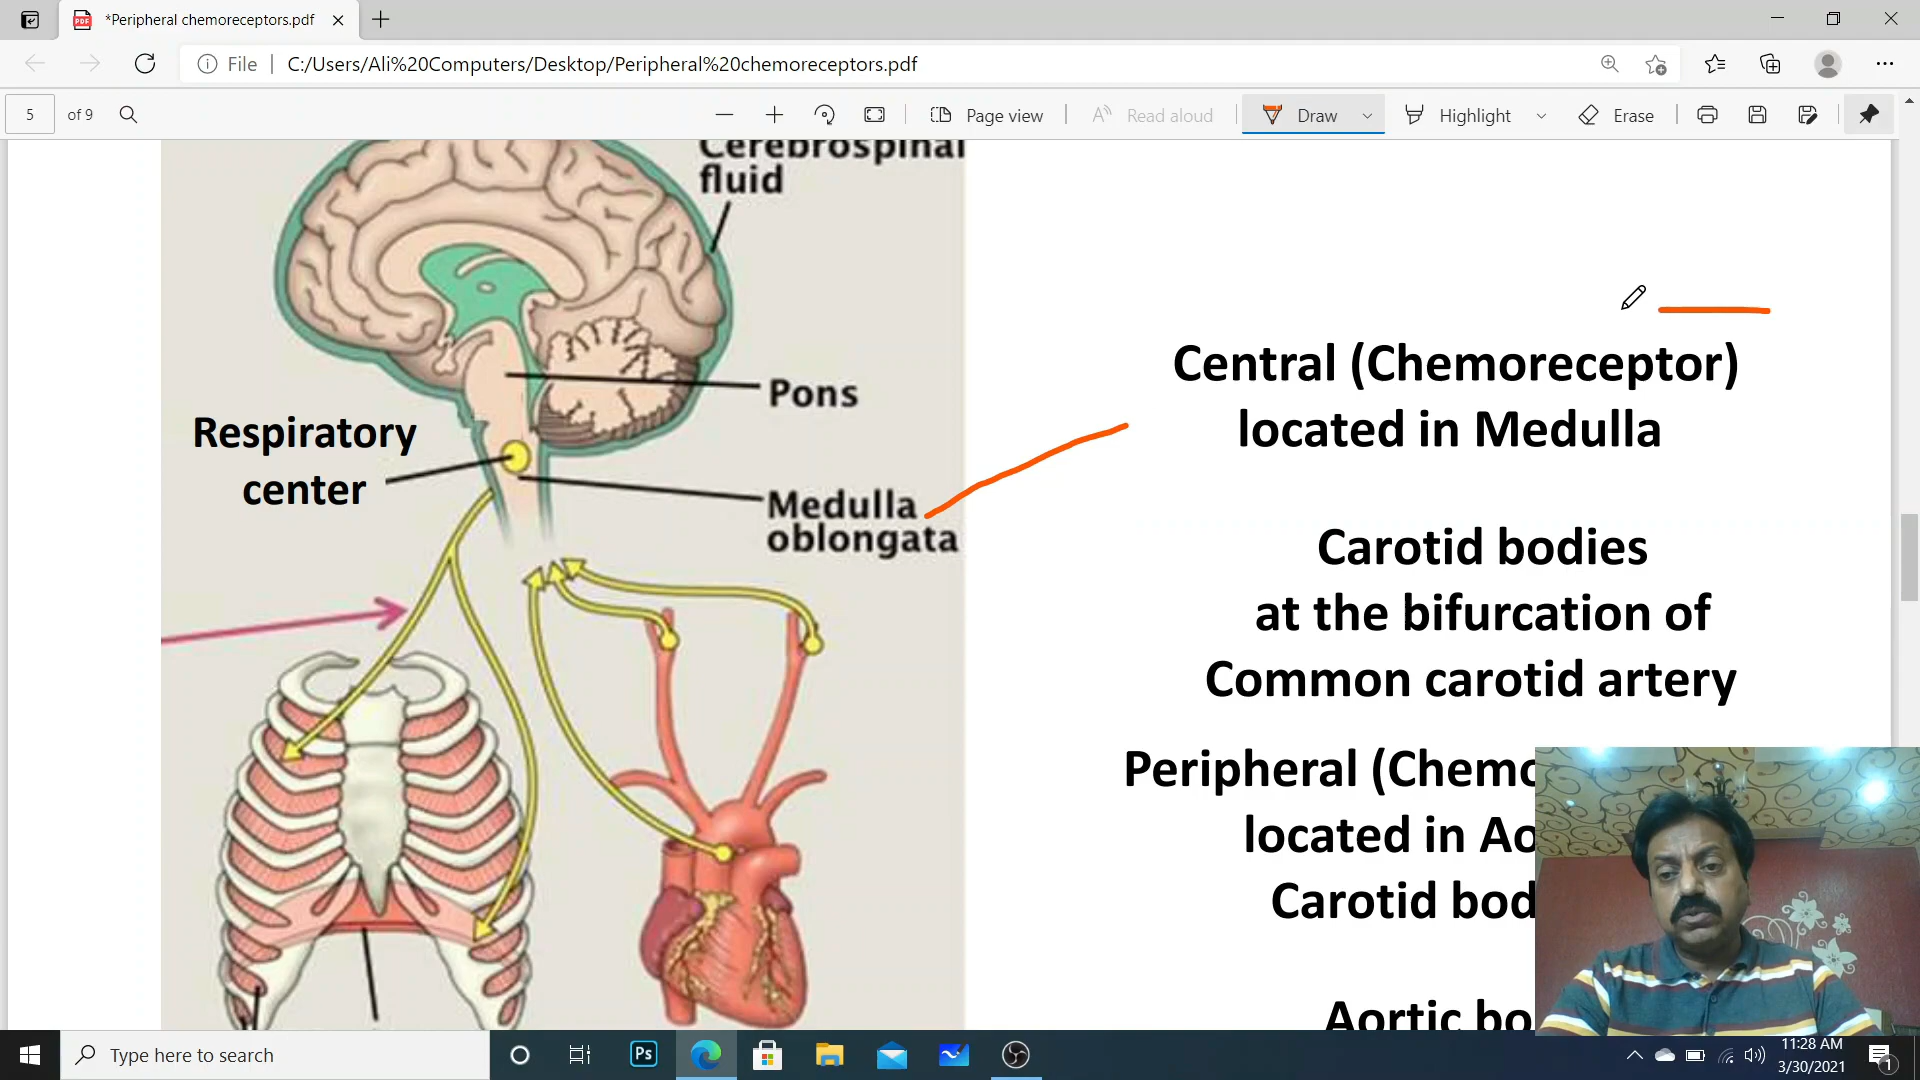 *Peripheral chemoreceptors.pdf
File
C:/Users/Ali%20Computers/Desktop/Peripheral%20chemoreceptors.pdf
5 of 9
Page view
Read aloud
Draw
Highlight
Erase
Cerebrospinal
fluid
Pons
Respiratory
center
Medulla
oblongata
Central (Chemoreceptor)
located in Medulla
Carotid bodies
at the bifurcation of
Common carotid artery
Peripheral (Chemo
located in Ao
Carotid bod
Aortic bo
Type here to search
Ps
11:28 AM
3/30/2021
1